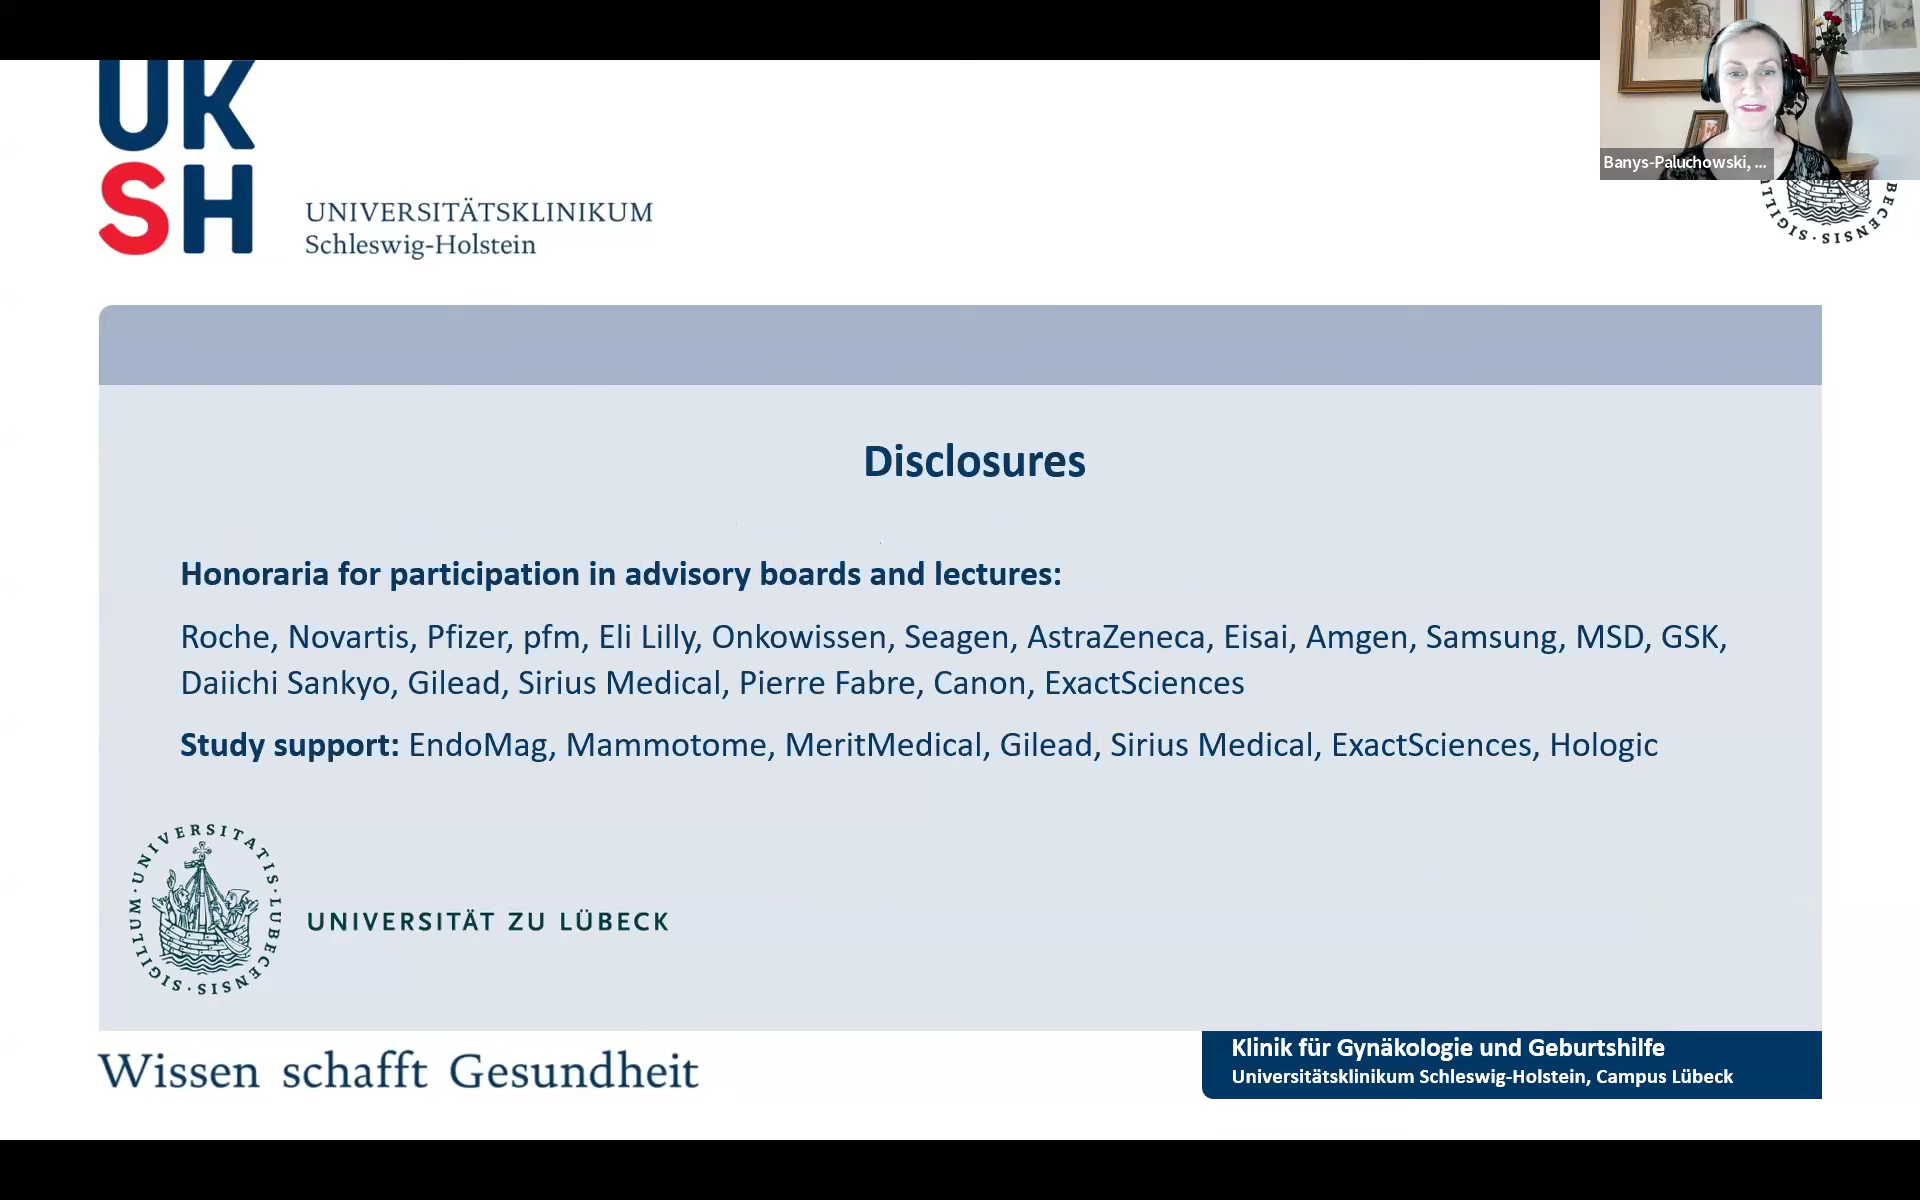 UK
SH
UNIVERSITÄTSKLINIKUM
Schleswig-Holstein
Banys-Paluchowski, ...
SIGIL
BECENSIS
Disclosures
Honoraria for participation in advisory boards and lectures:
Roche, Novartis, Pfizer, pfm, Eli Lilly, Onkowissen, Seagen, AstraZeneca, Eisai, Amgen, Samsung, MSD, GSK,
Daiichi Sankyo, Gilead, Sirius Medical, Pierre Fabre, Canon, ExactSciences
Study support: EndoMag, Mammotome, MeritMedical, Gilead, Sirius Medical, ExactSciences, Hologic
SIGILLUM · UNIVERSITATIS · LUBECENSIS ·
UNIVERSITÄT ZU LÜBECK
Wissen schafft Gesundheit
Klinik für Gynäkologie und Geburtshilfe
Universitätsklinikum Schleswig-Holstein, Campus Lübeck